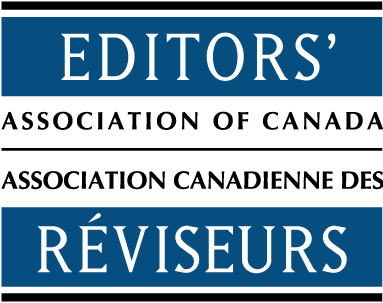 EDITORS’
ASSOCIATION OF CANADA
ASSOCIATION CANADIENNE DES
RÉVISEURS